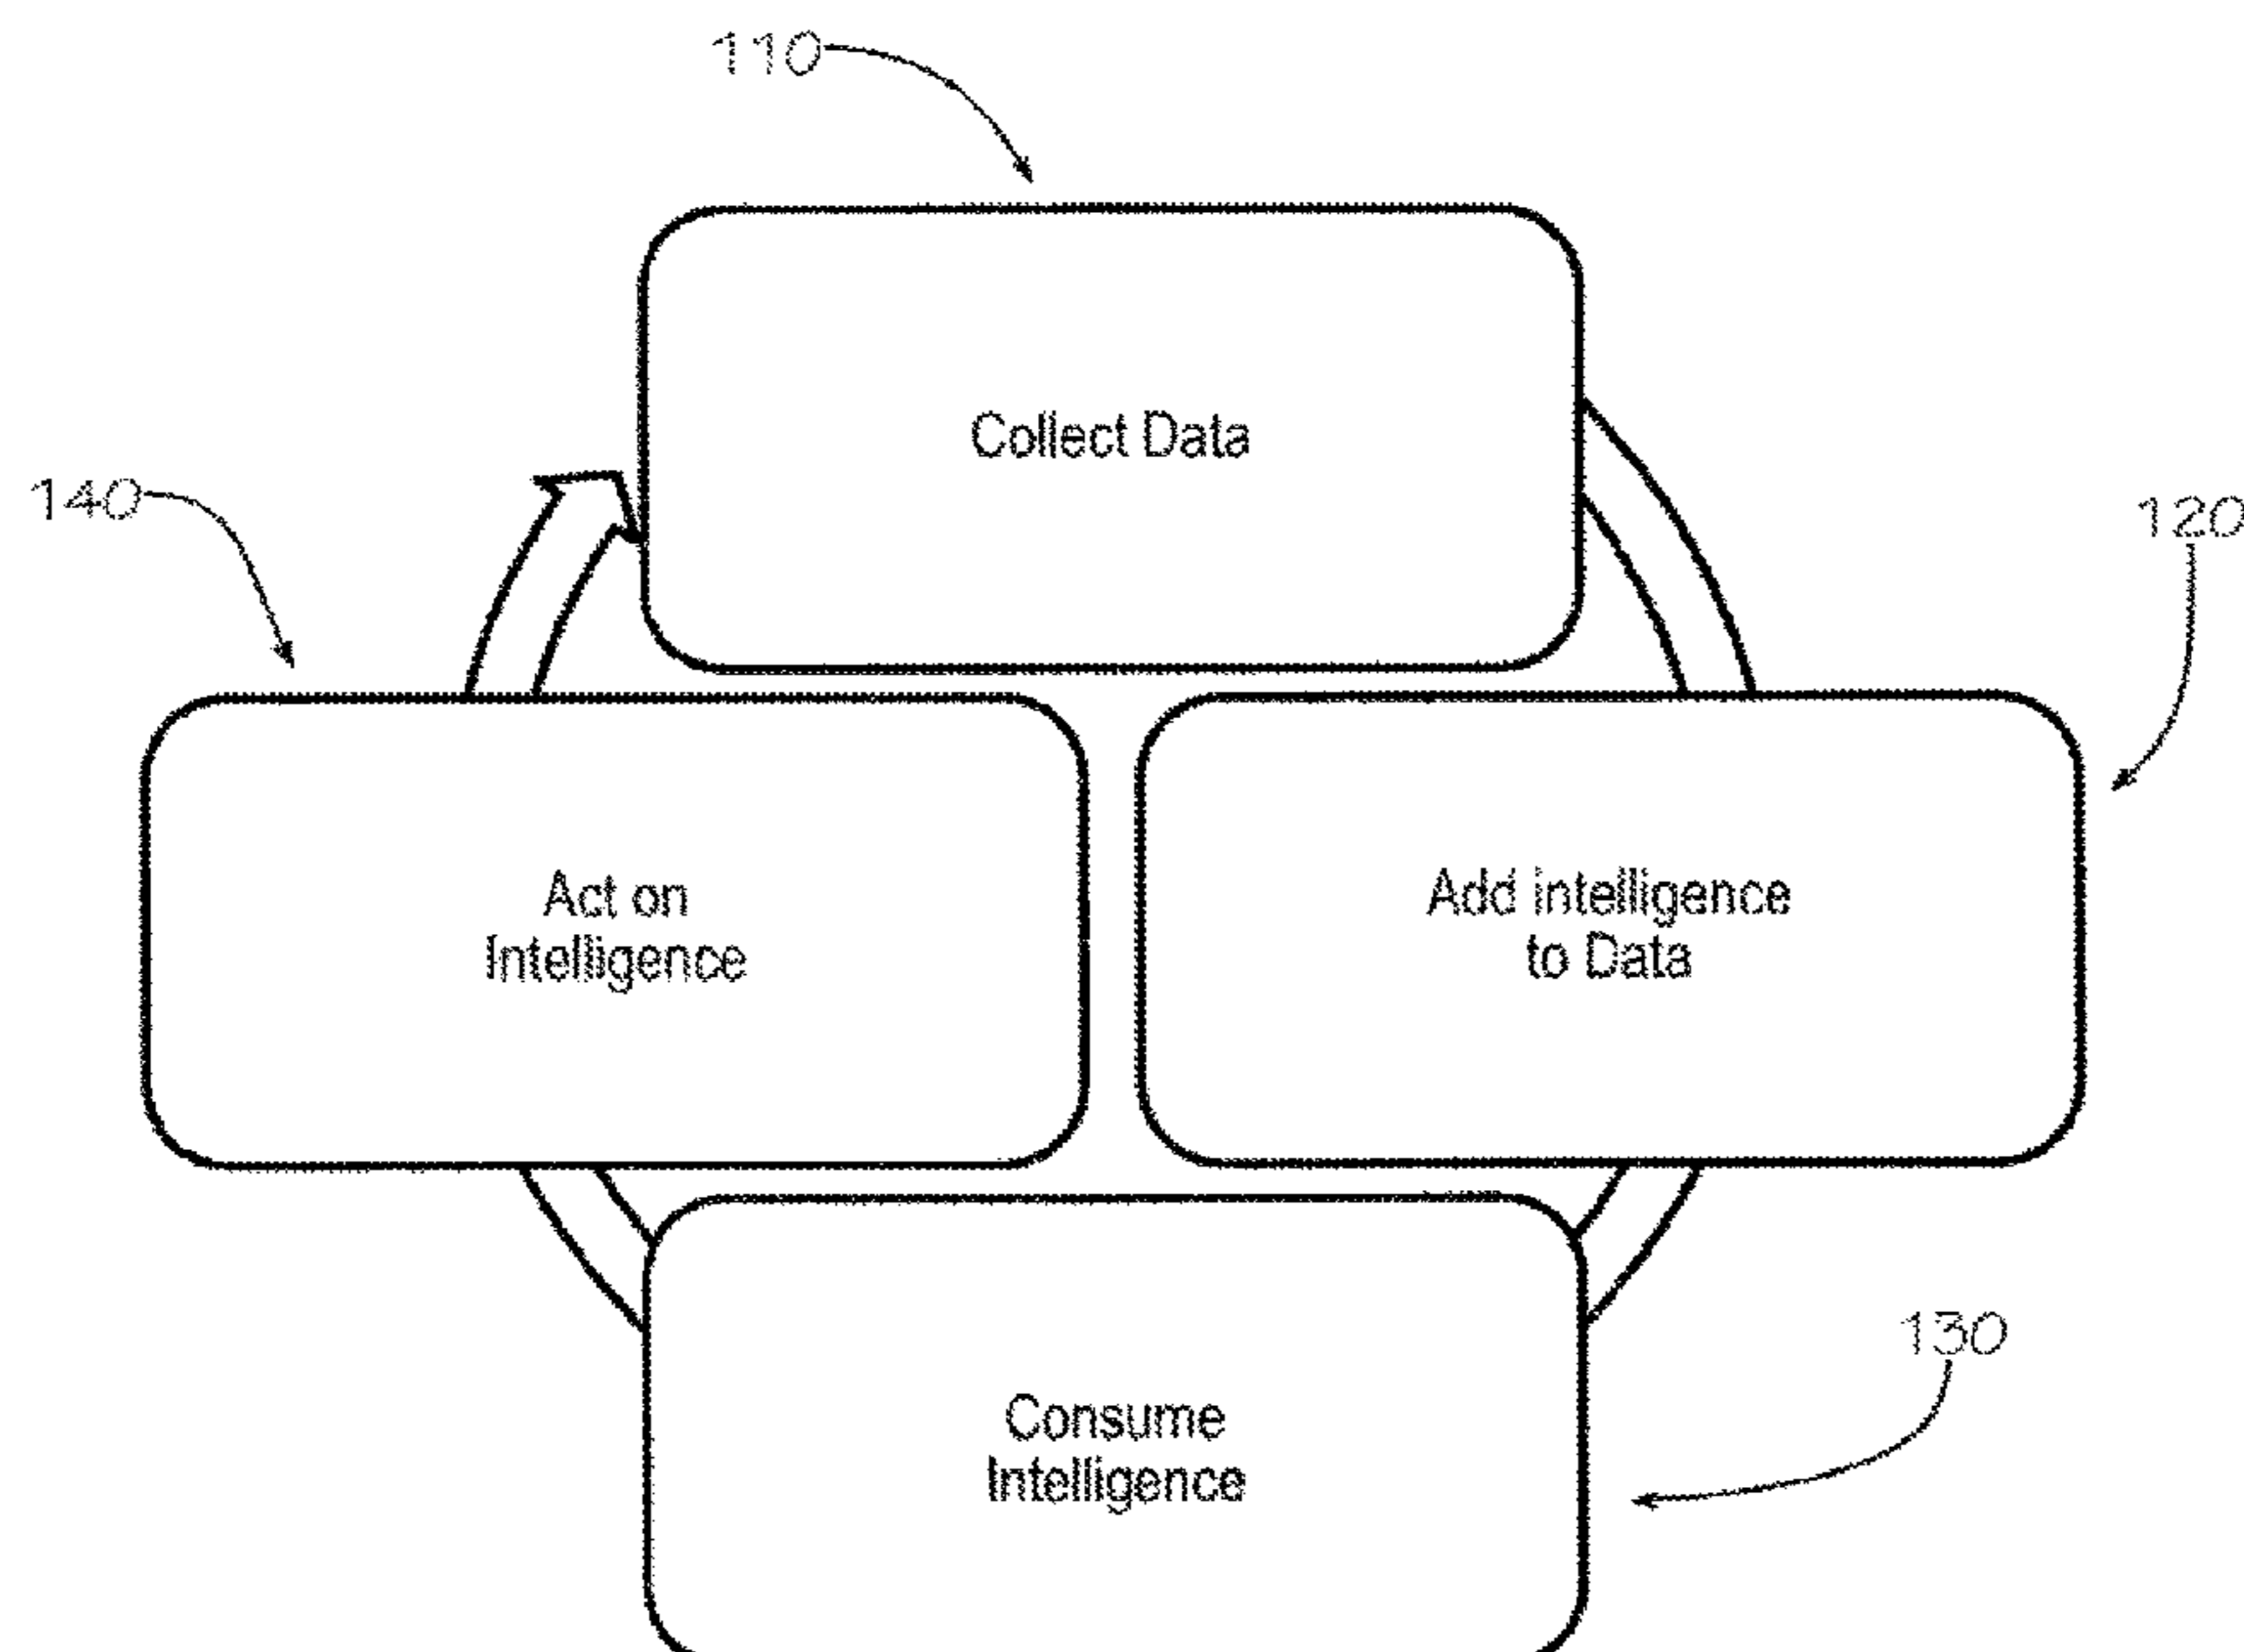 110
Collect Data
140
120
Act on
Intelligence
Add Intelligence
to Data
130
Consume
Intelligence